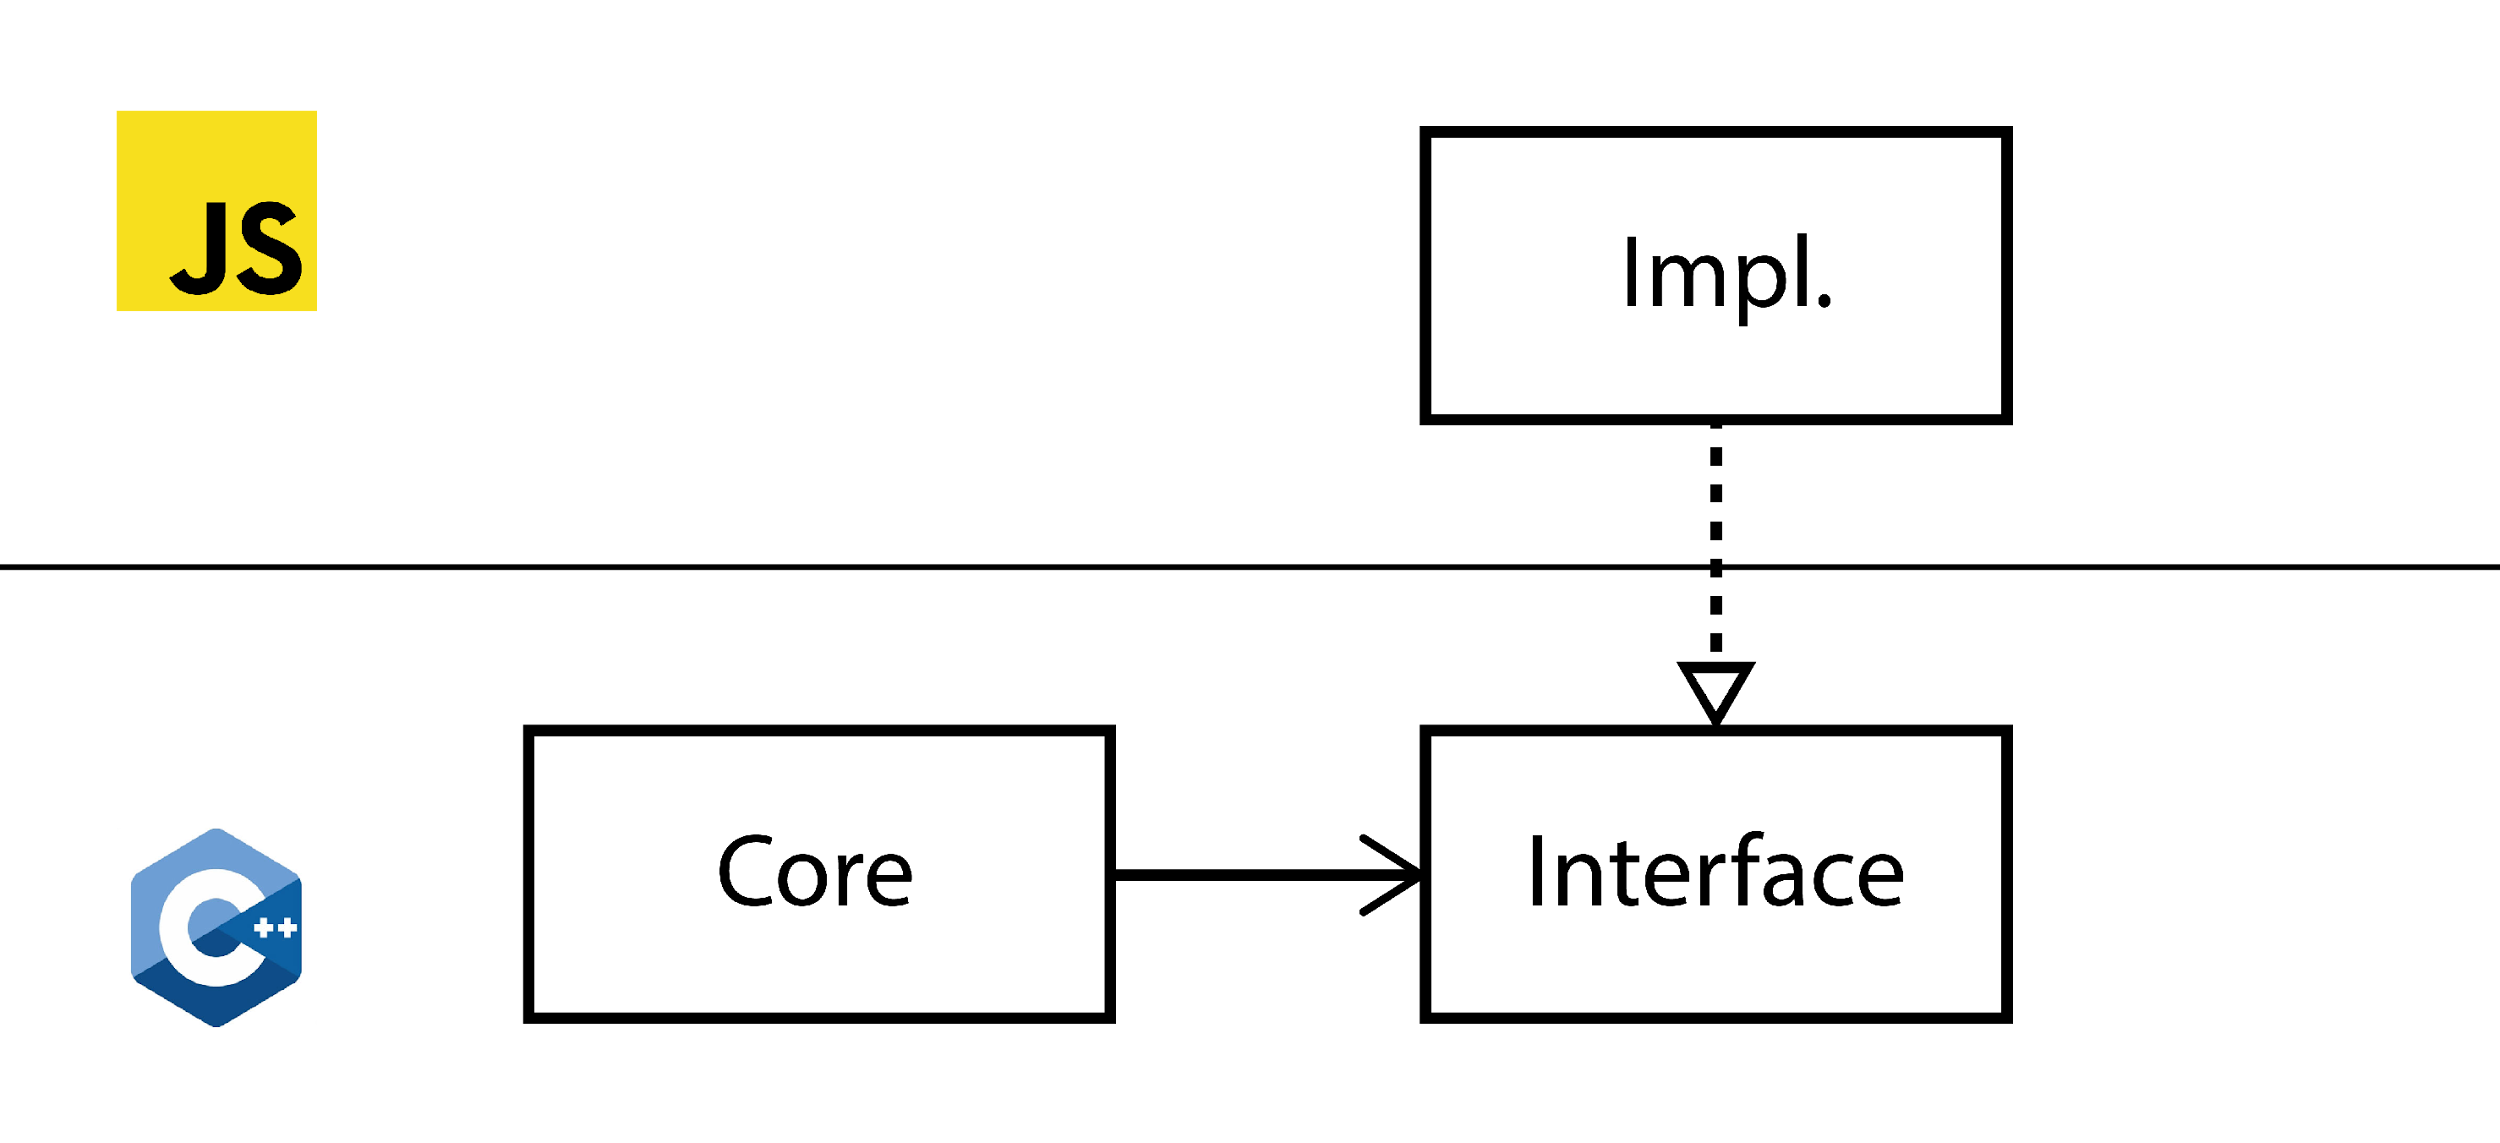 JS
Impl.
Core
Interface
C++